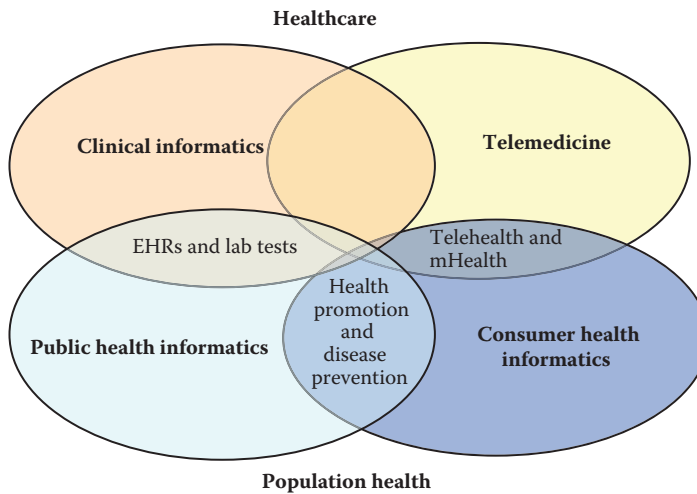 Healthcare
Clinical informatics
Telemedicine
EHRs and lab tests
Telehealth and
mHealth
Health
promotion
and
disease
prevention
Public health informatics
Consumer health
informatics
Population health